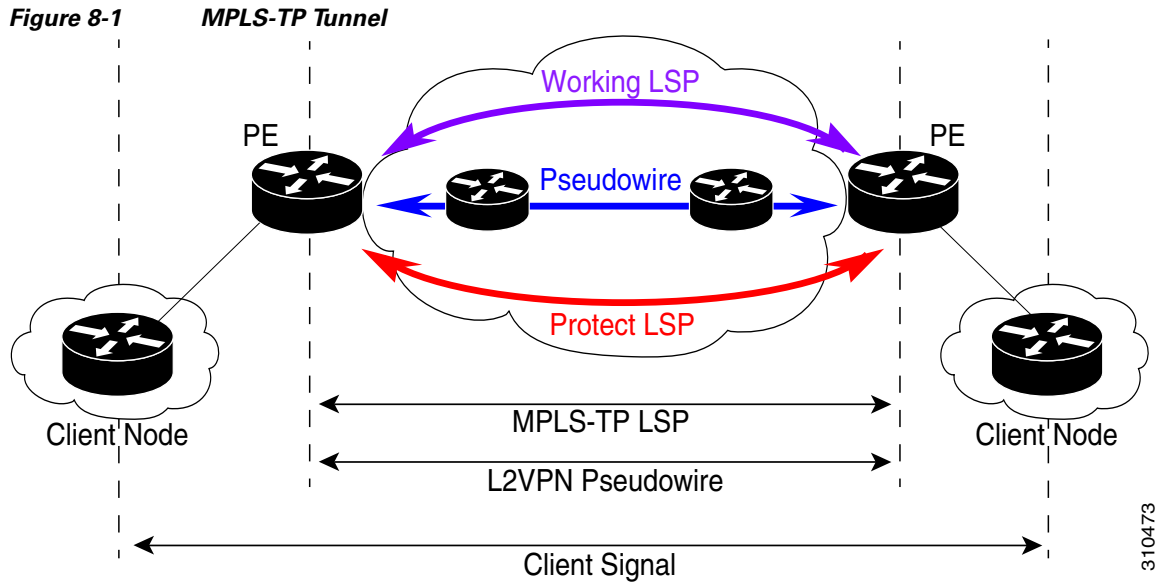 Figure 8-1 MPLS-TP Tunnel
Working LSP
PE
PE
Pseudowire
Protect LSP
MPLS-TP LSP
Client Node
Client Node
L2VPN Pseudowire
Client Signal
310473